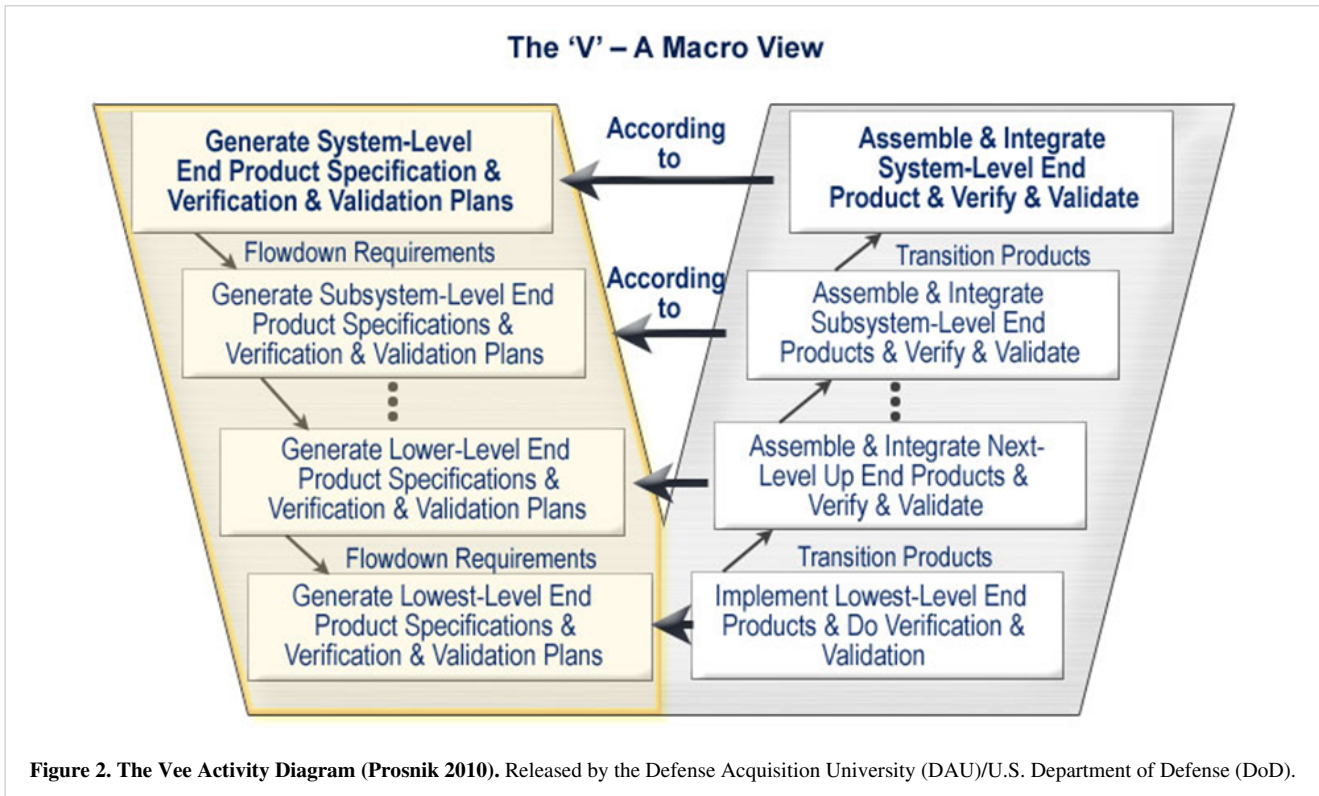 The ‘V’ – A Macro View
Generate System-Level
End Product Specification &
Verification & Validation Plans
According
to
Assemble & Integrate
System-Level End
Product & Verify & Validate
Flowdown Requirements
Transition Products
Generate Subsystem-Level End
Product Specifications &
Verification & Validation Plans
According
to
Assemble & Integrate
Subsystem-Level End
Products & Verify & Validate
Generate Lower-Level End
Product Specifications &
Verification & Validation Plans
Assemble & Integrate Next-
Level Up End Products &
Verify & Validate
Flowdown Requirements
Transition Products
Generate Lowest-Level End
Product Specifications &
Verification & Validation Plans
Implement Lowest-Level End
Products & Do Verification &
Validation
Figure 2. The Vee Activity Diagram (Prosnik 2010). Released by the Defense Acquisition University (DAU)/U.S. Department of Defense (DoD).